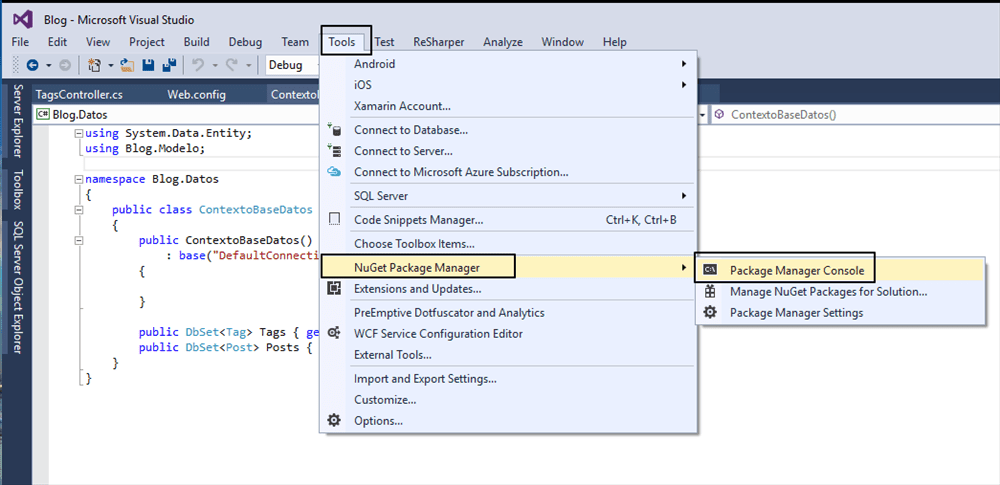 Blog - Microsoft Visual Studio
File Edit View Project Build Debug Team Tools Test ReSharper Analyze Window Help
Debug
TagsController.cs Web.config
Blog.Datos
ContextoBaseDatos()
Server Explorer
Toolbox
SQL Server Object Explorer
using System.Data.Entity;
using Blog.Modelo;
namespace Blog.Datos
{
public class ContextoBaseDatos
{
public ContextoBaseDatos()
: base("DefaultConnecti
{
}
public DbSet<Tag> Tags { ge
public DbSet<Post> Posts {
}
}
Android
iOS
Xamarin Account...
Connect to Database...
Connect to Server...
Connect to Microsoft Azure Subscription...
SQL Server
Code Snippets Manager... Ctrl+K, Ctrl+B
Choose Toolbox Items...
NuGet Package Manager
Extensions and Updates...
PreEmptive Dotfuscator and Analytics
WCF Service Configuration Editor
External Tools...
Import and Export Settings...
Customize...
Options...
Package Manager Console
Manage NuGet Packages for Solution...
Package Manager Settings